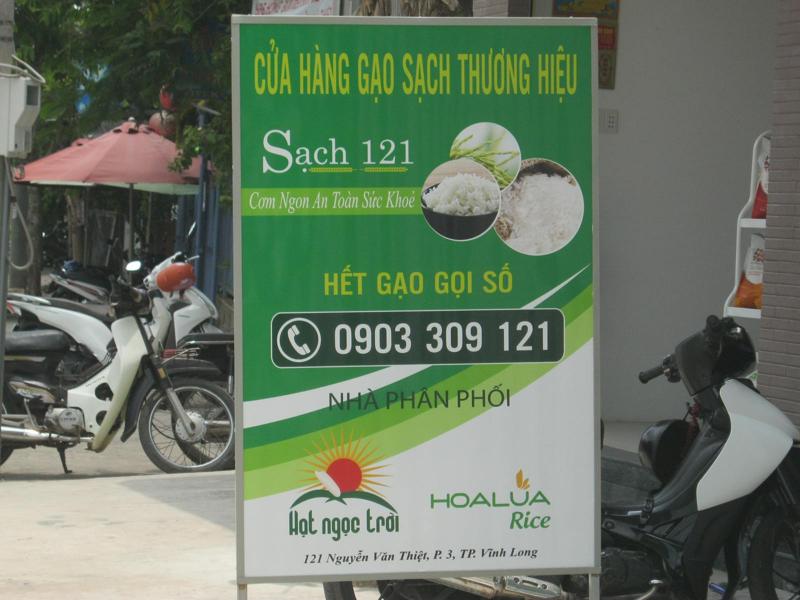 CỬA HÀNG GẠO SẠCH THƯƠNG HIỆU
Sạch 121
Cơm Ngon An Toàn Sức Khoẻ
HẾT GẠO GỌI SỐ
0903 309 121
NHÀ PHÂN PHỐI
Hạt ngọc trời
HOALÚA
Rice
121 Nguyễn Văn Thiệt, P. 3, TP. Vĩnh Long